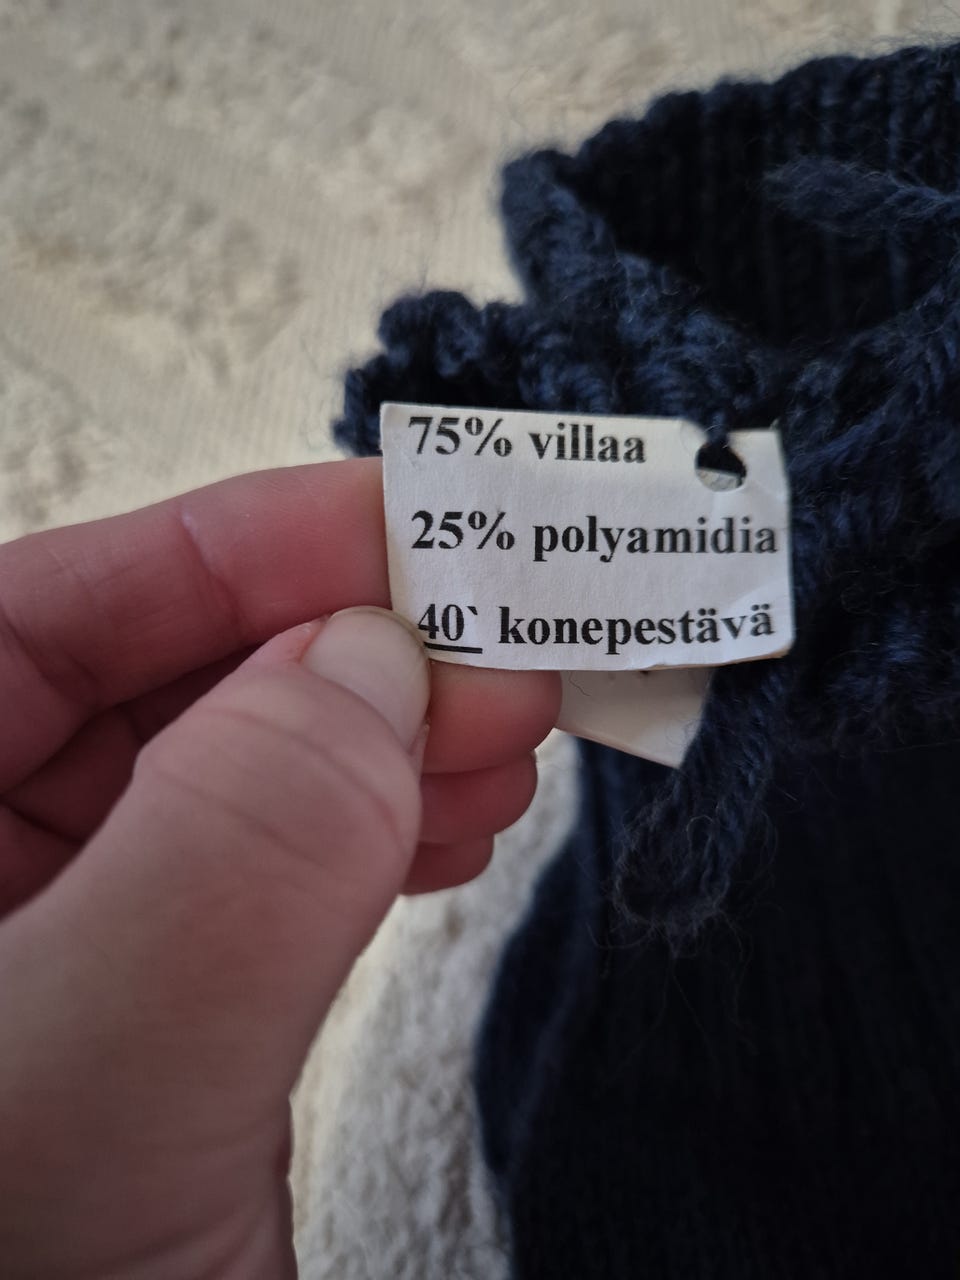 75% villaa
25% polyamidia
40` konepestävä